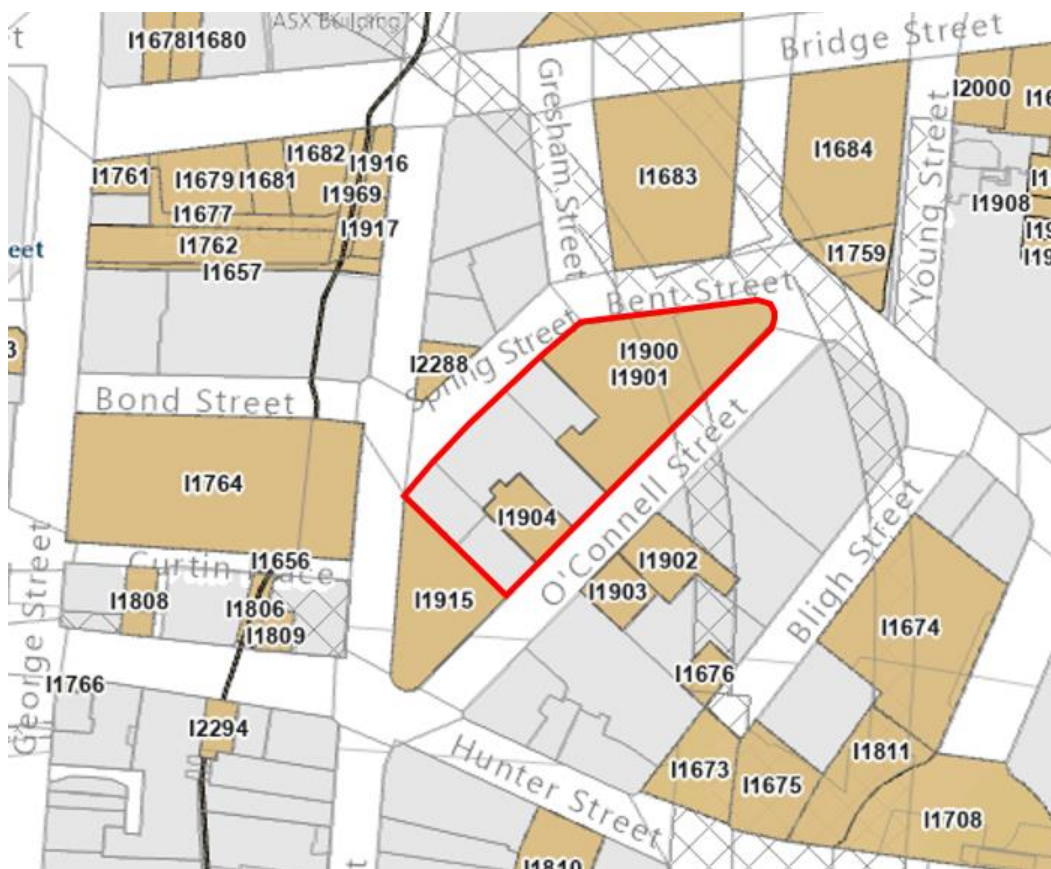 ASX Building
I1678
I1680
Bridge Street
Gresham Street
I2000
I1682
I1916
I1761
I1679
I1681
I1683
I1684
I1969
I1677
I1917
I1762
I1657
I1908
Young Street
I1759
Bent Street
Spring Street
I2288
I1900
I1901
Bond Street
I1764
I1904
O'Connell Street
I1902
I1903
I1915
Curtin Place
I1656
I1808
I1806
I1809
George Street
I1766
I2294
Hunter Street
Bligh Street
I1674
I1676
I1673
I1675
I1811
I1708
I1810